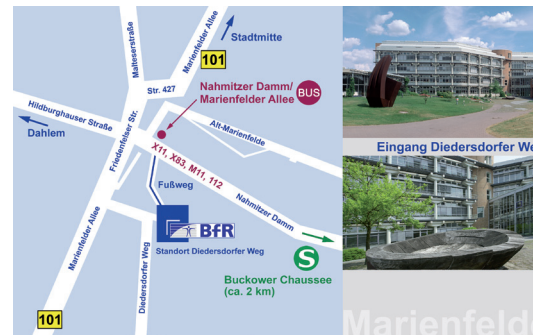 Stadtmitte
Marienfelder Allee
101
Malteserstraße
Str. 427
Nahmitzer Damm/
Marienfelder Allee
BUS
Hildburghauser Straße
Dahlem
Friedenfelser Str.
Alt-Marienfelde
X11, X83, M11, 112
Fußweg
Nahmitzer Damm
BfR
Standort Diedersdorfer Weg
Marienfelder Allee
Diedersdorfer Weg
S
Buckower Chaussee
(ca. 2 km)
101
Eingang Diedersdorfer We
Marienfelde